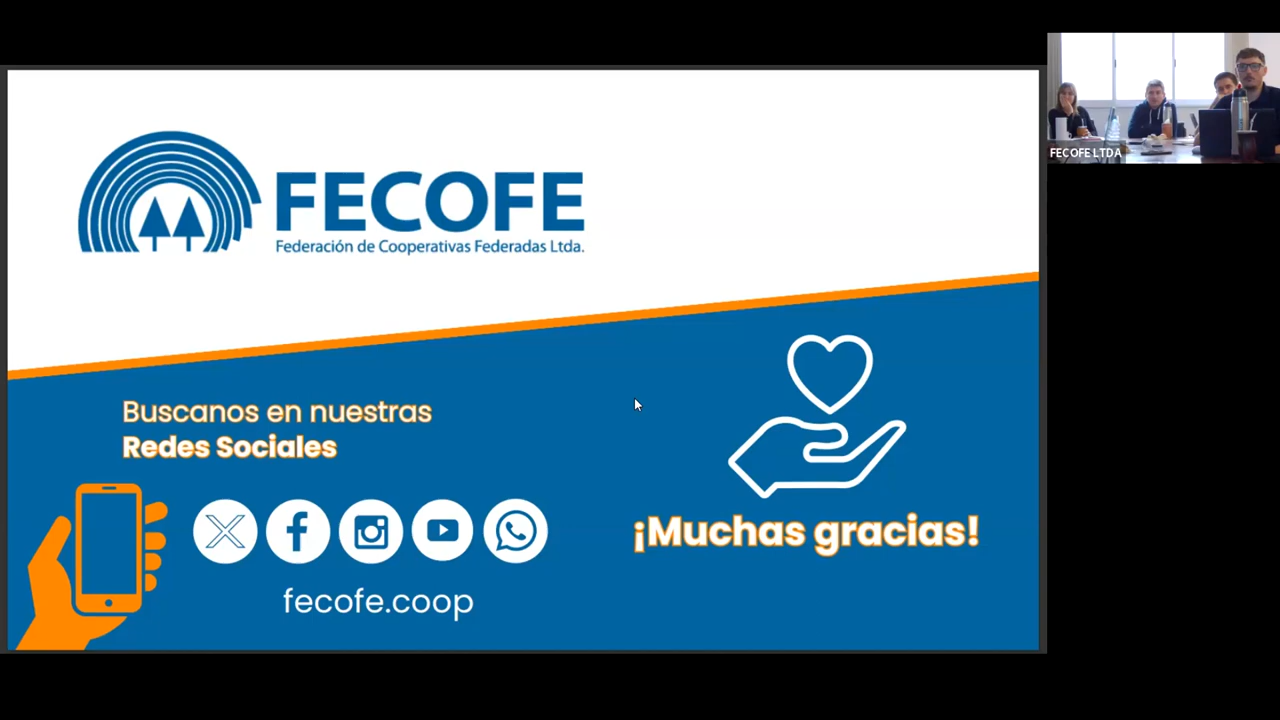 FECOFE
Federación de Cooperativas Federadas Ltda.
Buscanos en nuestras
Redes Sociales
fecofe.coop
¡Muchas gracias!
FECOFE LTDA